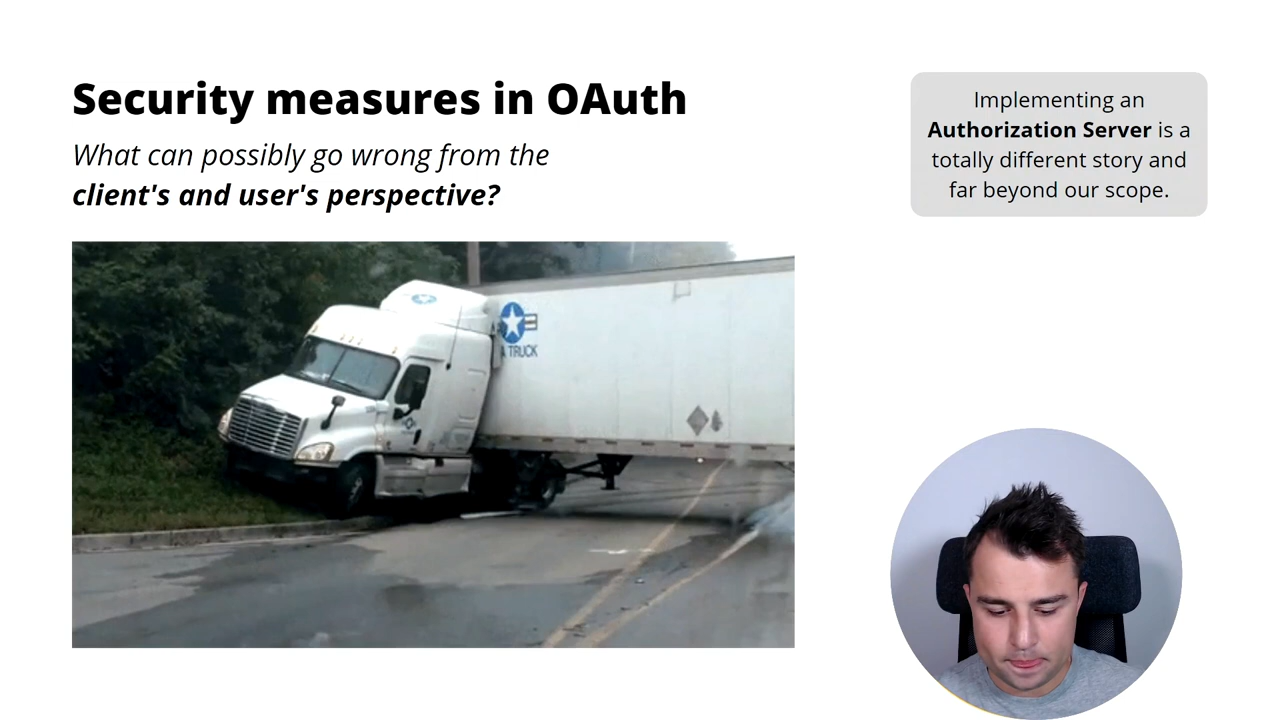 Security measures in OAuth
What can possibly go wrong from the
client's and user's perspective?
Implementing an
Authorization Server is a
totally different story and
far beyond our scope.
A TRUCK